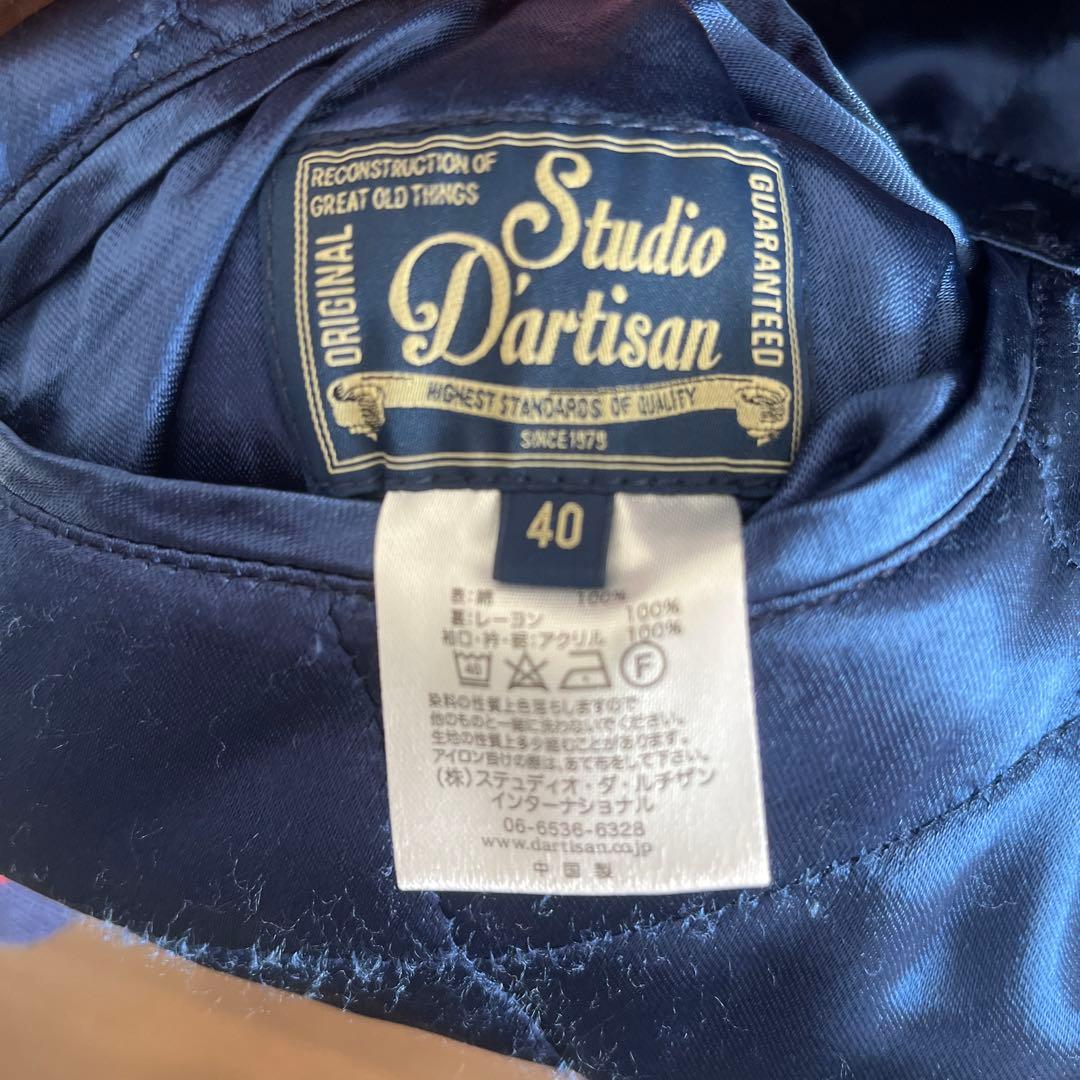 RECONSTRUCTION OF
GREAT OLD THINGS
ORIGINAL
Studio
D'artisan
GUARANTEED
HIGHEST STANDARDS OF QUALITY
SINCE 1979
40
表:綿 100%
裏:レーヨン 100%
袖口・衿・裾:アクリル 100%
40 F
染料の性質上色落ちしますので
他のものと一緒に洗わないでください。
生地の性質上多少縮むことがあります。
アイロン掛けの際は、あて布をして下さい。
(株)ステュディオ・ダ・ルチザン
インターナショナル
06-6536-6328
www.dartisan.co.jp
中国製